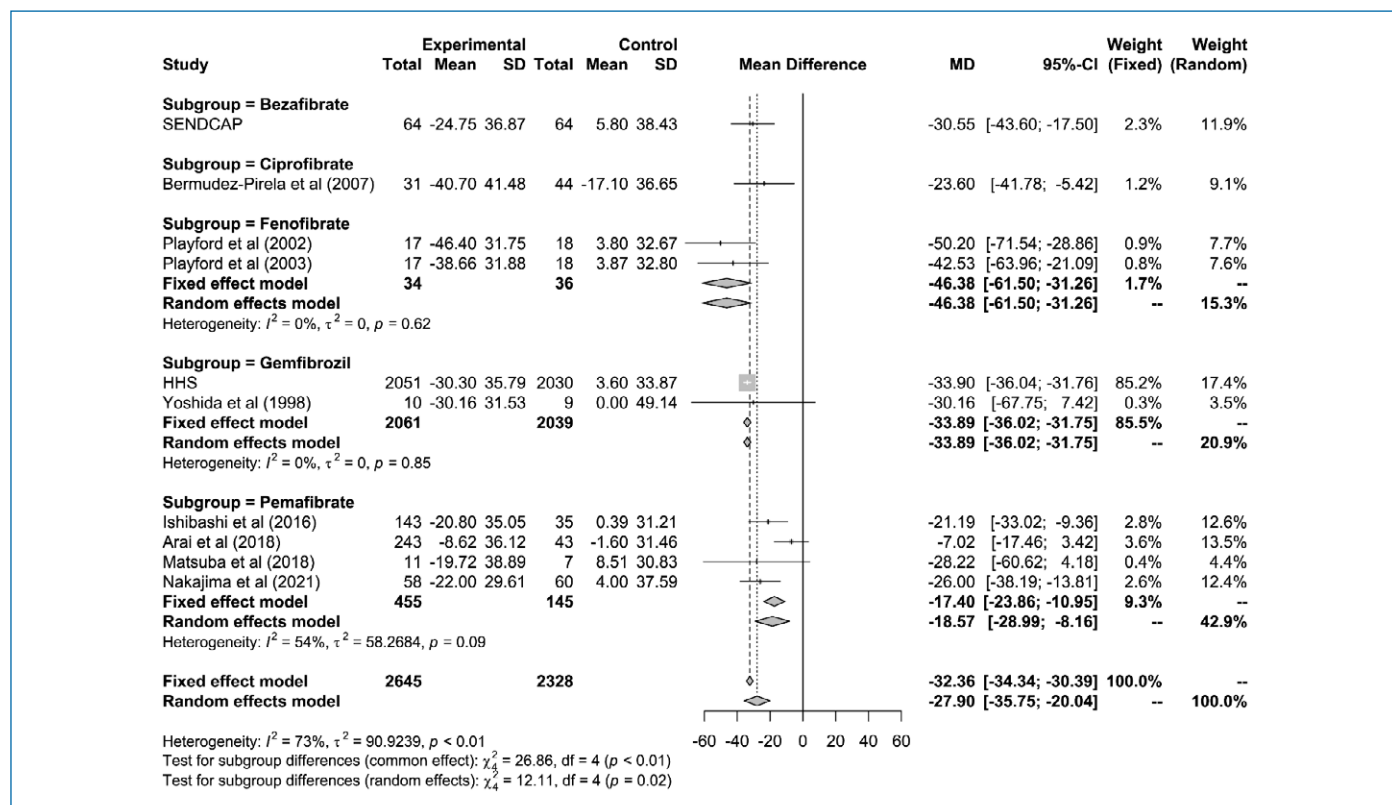 Experimental Control Weight Weight
Study Total Mean SD Total Mean SD Mean Difference MD 95%-CI (Fixed) (Random)
Subgroup = Bezafibrate
SENDCAP 64 -24.75 36.87 64 5.80 38.43 -30.55 [-43.60; -17.50] 2.3% 11.9%
Subgroup = Ciprofibrate
Bermudez-Pirela et al (2007) 31 -40.70 41.48 44 -17.10 36.65 -23.60 [-41.78; -5.42] 1.2% 9.1%
Subgroup = Fenofibrate
Playford et al (2002) 17 -46.40 31.75 18 3.80 32.67 -50.20 [-71.54; -28.86] 0.9% 7.7%
Playford et al (2003) 17 -38.66 31.88 18 3.87 32.80 -42.53 [-63.96; -21.09] 0.8% 7.6%
Fixed effect model 34 36 -46.38 [-61.50; -31.26] 1.7% --
Random effects model -46.38 [-61.50; -31.26] -- 15.3%
Heterogeneity: I² = 0%, τ² = 0, p = 0.62
Subgroup = Gemfibrozil
HHS 2051 -30.30 35.79 2030 3.60 33.87 -33.90 [-36.04; -31.76] 85.2% 17.4%
Yoshida et al (1998) 10 -30.16 31.53 9 0.00 49.14 -30.16 [-67.75; 7.42] 0.3% 3.5%
Fixed effect model 2061 2039 -33.89 [-36.02; -31.75] 85.5% --
Random effects model -33.89 [-36.02; -31.75] -- 20.9%
Heterogeneity: I² = 0%, τ² = 0, p = 0.85
Subgroup = Pemafibrate
Ishibashi et al (2016) 143 -20.80 35.05 35 0.39 31.21 -21.19 [-33.02; -9.36] 2.8% 12.6%
Arai et al (2018) 243 -8.62 36.12 43 -1.60 31.46 -7.02 [-17.46; 3.42] 3.6% 13.5%
Matsuba et al (2018) 11 -19.72 38.89 7 8.51 30.83 -28.22 [-60.62; 4.18] 0.4% 4.4%
Nakajima et al (2021) 58 -22.00 29.61 60 4.00 37.59 -26.00 [-38.19; -13.81] 2.6% 12.4%
Fixed effect model 455 145 -17.40 [-23.86; -10.95] 9.3% --
Random effects model -18.57 [-28.99; -8.16] -- 42.9%
Heterogeneity: I² = 54%, τ² = 58.2684, p = 0.09
Fixed effect model 2645 2328 -32.36 [-34.34; -30.39] 100.0% --
Random effects model -27.90 [-35.75; -20.04] -- 100.0%
Heterogeneity: I² = 73%, τ² = 90.9239, p < 0.01
-60 -40 -20 0 20 40 60
Test for subgroup differences (common effect): χ²₄ = 26.86, df = 4 (p < 0.01)
Test for subgroup differences (random effects): χ²₄ = 12.11, df = 4 (p = 0.02)